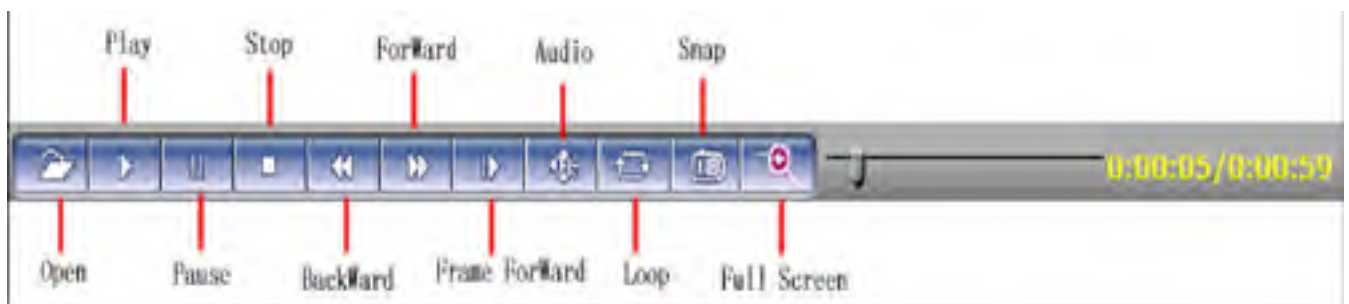 Play Stop ForWard Audio Snap
0:00:05/0:00:59
Open Pause BackWard Frame ForWard Loop Full Screen